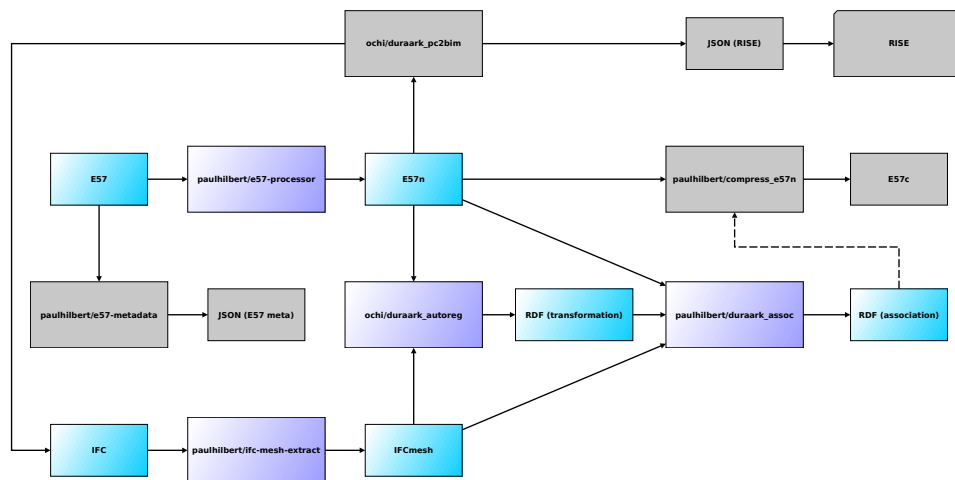 ochi/duraark_pc2bim
JSON (RISE)
RISE
E57
paulhilbert/e57-processor
E57n
paulhilbert/compress_e57n
E57c
paulhilbert/e57-metadata
JSON (E57 meta)
ochi/duraark_autoreg
RDF (transformation)
paulhilbert/duraark_assoc
RDF (association)
IFC
paulhilbert/ifc-mesh-extract
IFCmesh